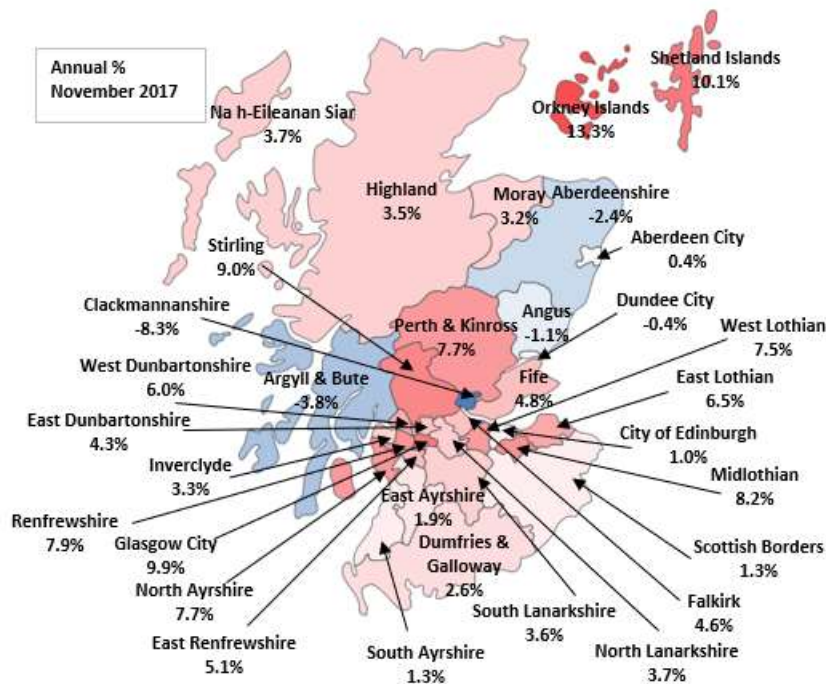 Annual %
November 2017
Shetland Islands
10.1%
Orkney Islands
13.3%
Na h-Eileanan Siar
3.7%
Highland
3.5%
Moray
3.2%
Aberdeenshire
-2.4%
Aberdeen City
0.4%
Stirling
9.0%
Clackmannanshire
-8.3%
Perth & Kinross
7.7%
Angus
-1.1%
Dundee City
-0.4%
West Lothian
7.5%
West Dunbartonshire
6.0%
Argyll & Bute
-3.8%
Fife
4.8%
East Lothian
6.5%
East Dunbartonshire
4.3%
City of Edinburgh
1.0%
Inverclyde
3.3%
Midlothian
8.2%
Renfrewshire
7.9%
East Ayrshire
1.9%
Glasgow City
9.9%
Dumfries &
Galloway
2.6%
Scottish Borders
1.3%
North Ayrshire
7.7%
South Lanarkshire
3.6%
Falkirk
4.6%
East Renfrewshire
5.1%
South Ayrshire
1.3%
North Lanarkshire
3.7%